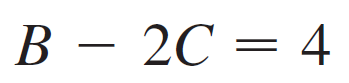 B − 2C = 4